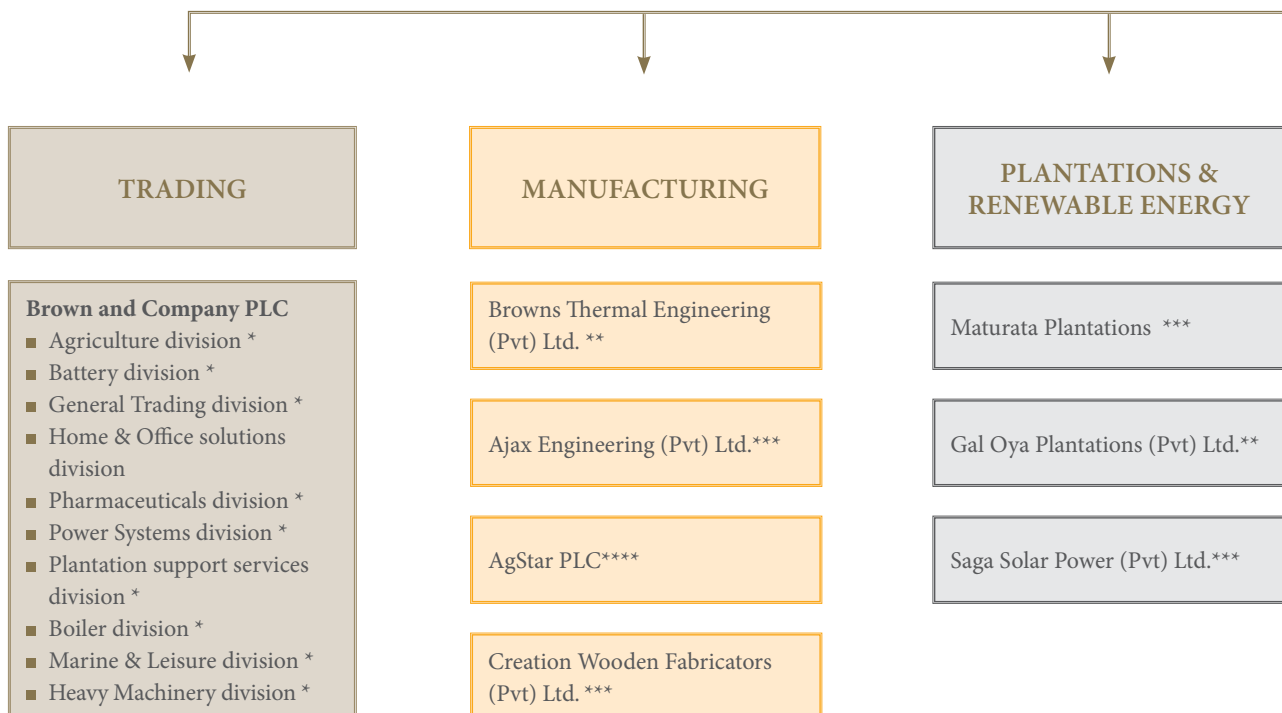 TRADING
Brown and Company PLC
■ Agriculture division *
■ Battery division *
■ General Trading division *
■ Home & Office solutions
division
■ Pharmaceuticals division *
■ Power Systems division *
■ Plantation support services
division *
■ Boiler division *
■ Marine & Leisure division *
■ Heavy Machinery division *
MANUFACTURING
Browns Thermal Engineering
(Pvt) Ltd. **
Ajax Engineering (Pvt) Ltd.***
AgStar PLC****
Creation Wooden Fabricators
(Pvt) Ltd. ***
PLANTATIONS &
RENEWABLE ENERGY
Maturata Plantations ***
Gal Oya Plantations (Pvt) Ltd.**
Saga Solar Power (Pvt) Ltd.***